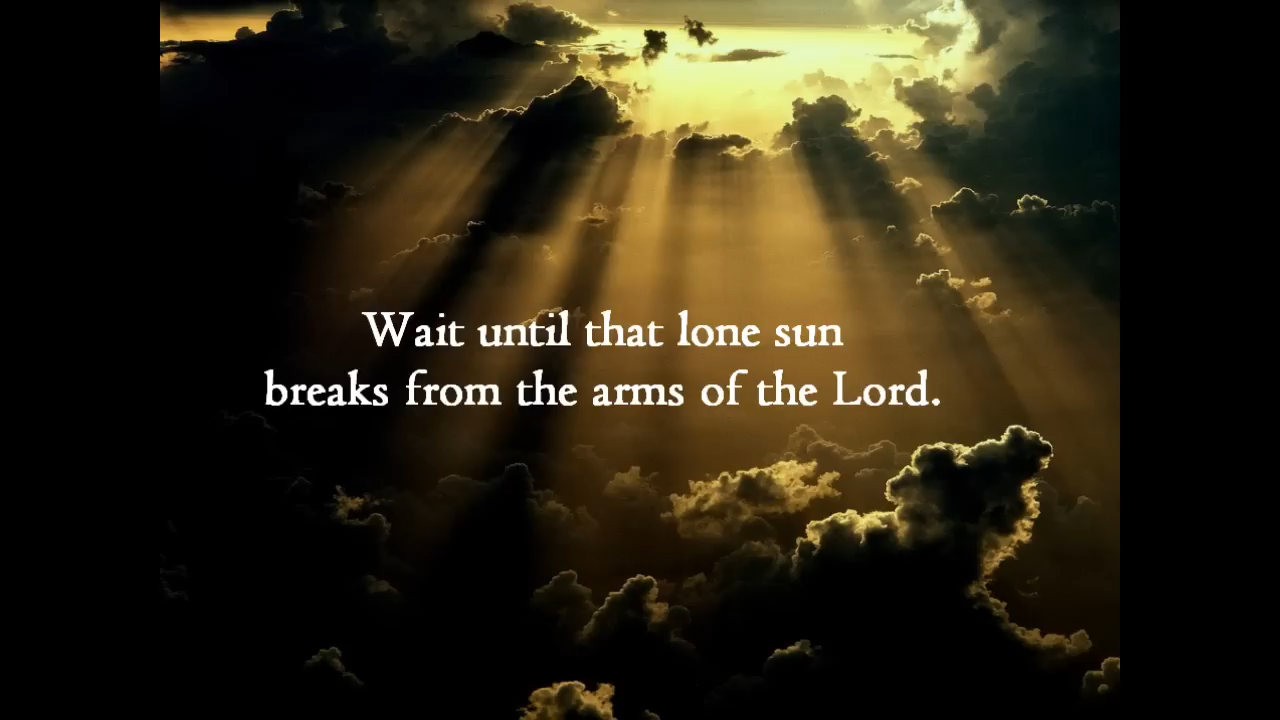 Wait until that lone sun
breaks from the arms of the Lord.